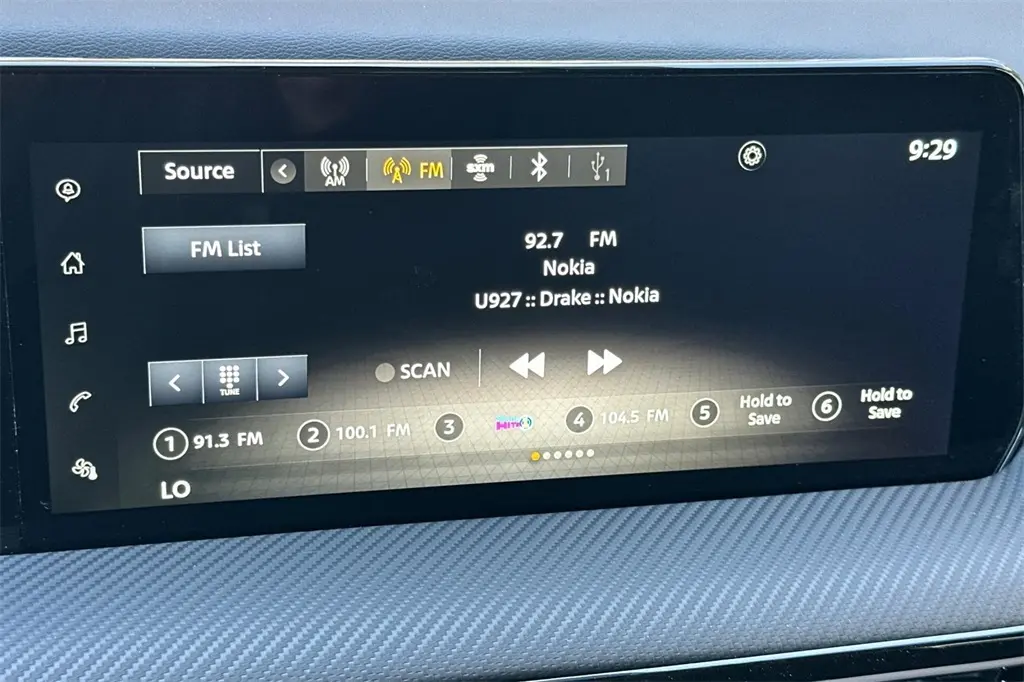 Source
AM
FM
sxm
1
9:29
FM List
92.7 FM
Nokia
U927 :: Drake :: Nokia
TUNE
SCAN
1 91.3 FM
2 100.1 FM
3
4 104.5 FM
5 Hold to
Save
6 Hold to
Save
LO